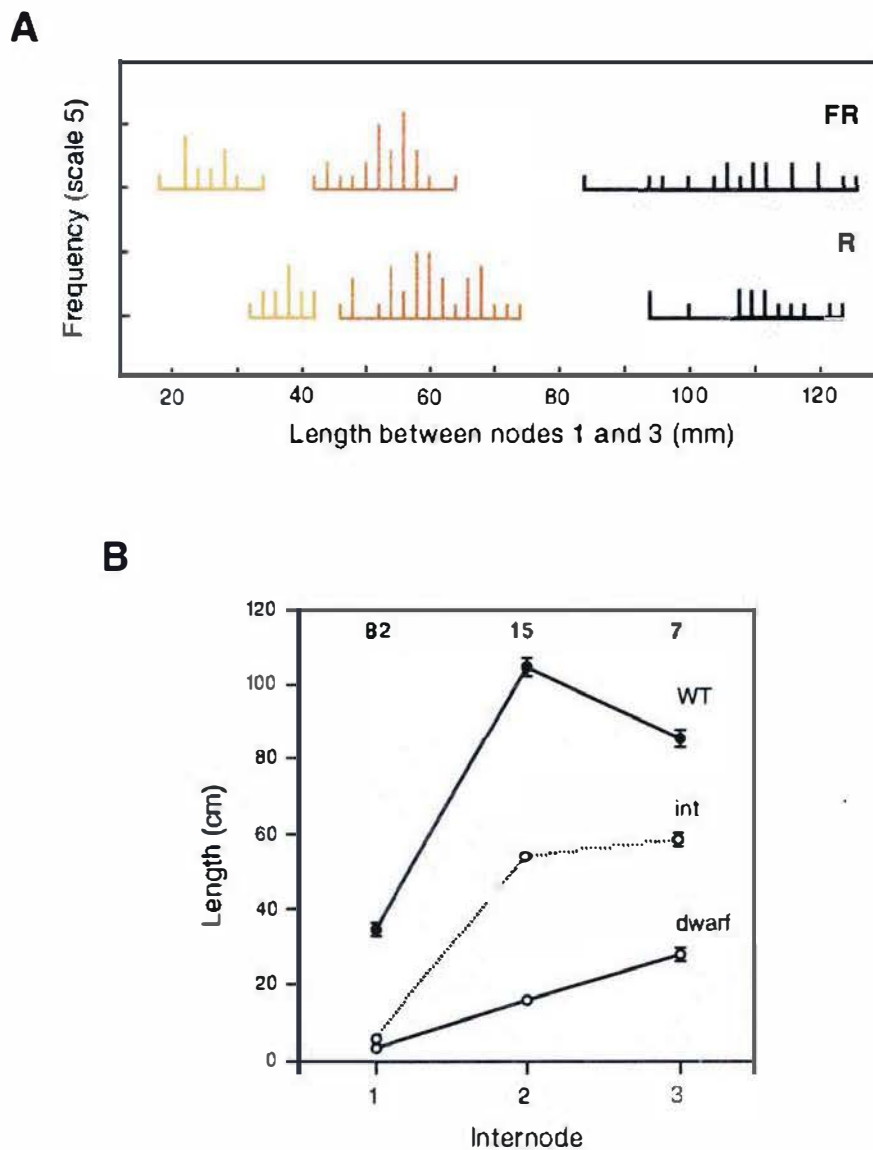 A
Frequency (scale 5)
FR
R
20 40 60 80 100 120
Length between nodes 1 and 3 (mm)
B
Length (cm)
120
100
80
60
40
20
0
82 15 7
WT
int
dwarf
1 2 3
Internode